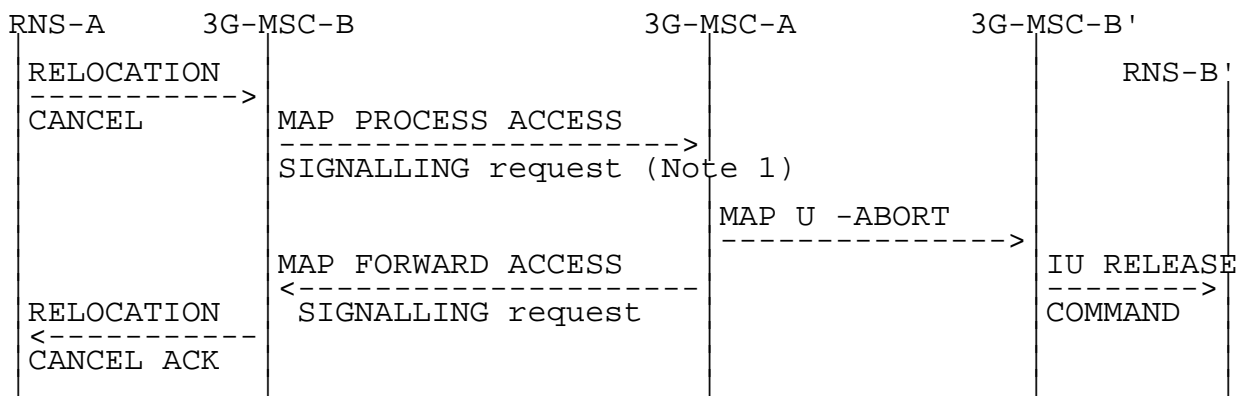 RNS-A 3G-MSC-B 3G-MSC-A 3G-MSC-B'
RELOCATION RNS-B'
CANCEL MAP PROCESS ACCESS
SIGNALLING request (Note 1)
MAP U -ABORT
MAP FORWARD ACCESS IU RELEASE
RELOCATION SIGNALLING request COMMAND
CANCEL ACK